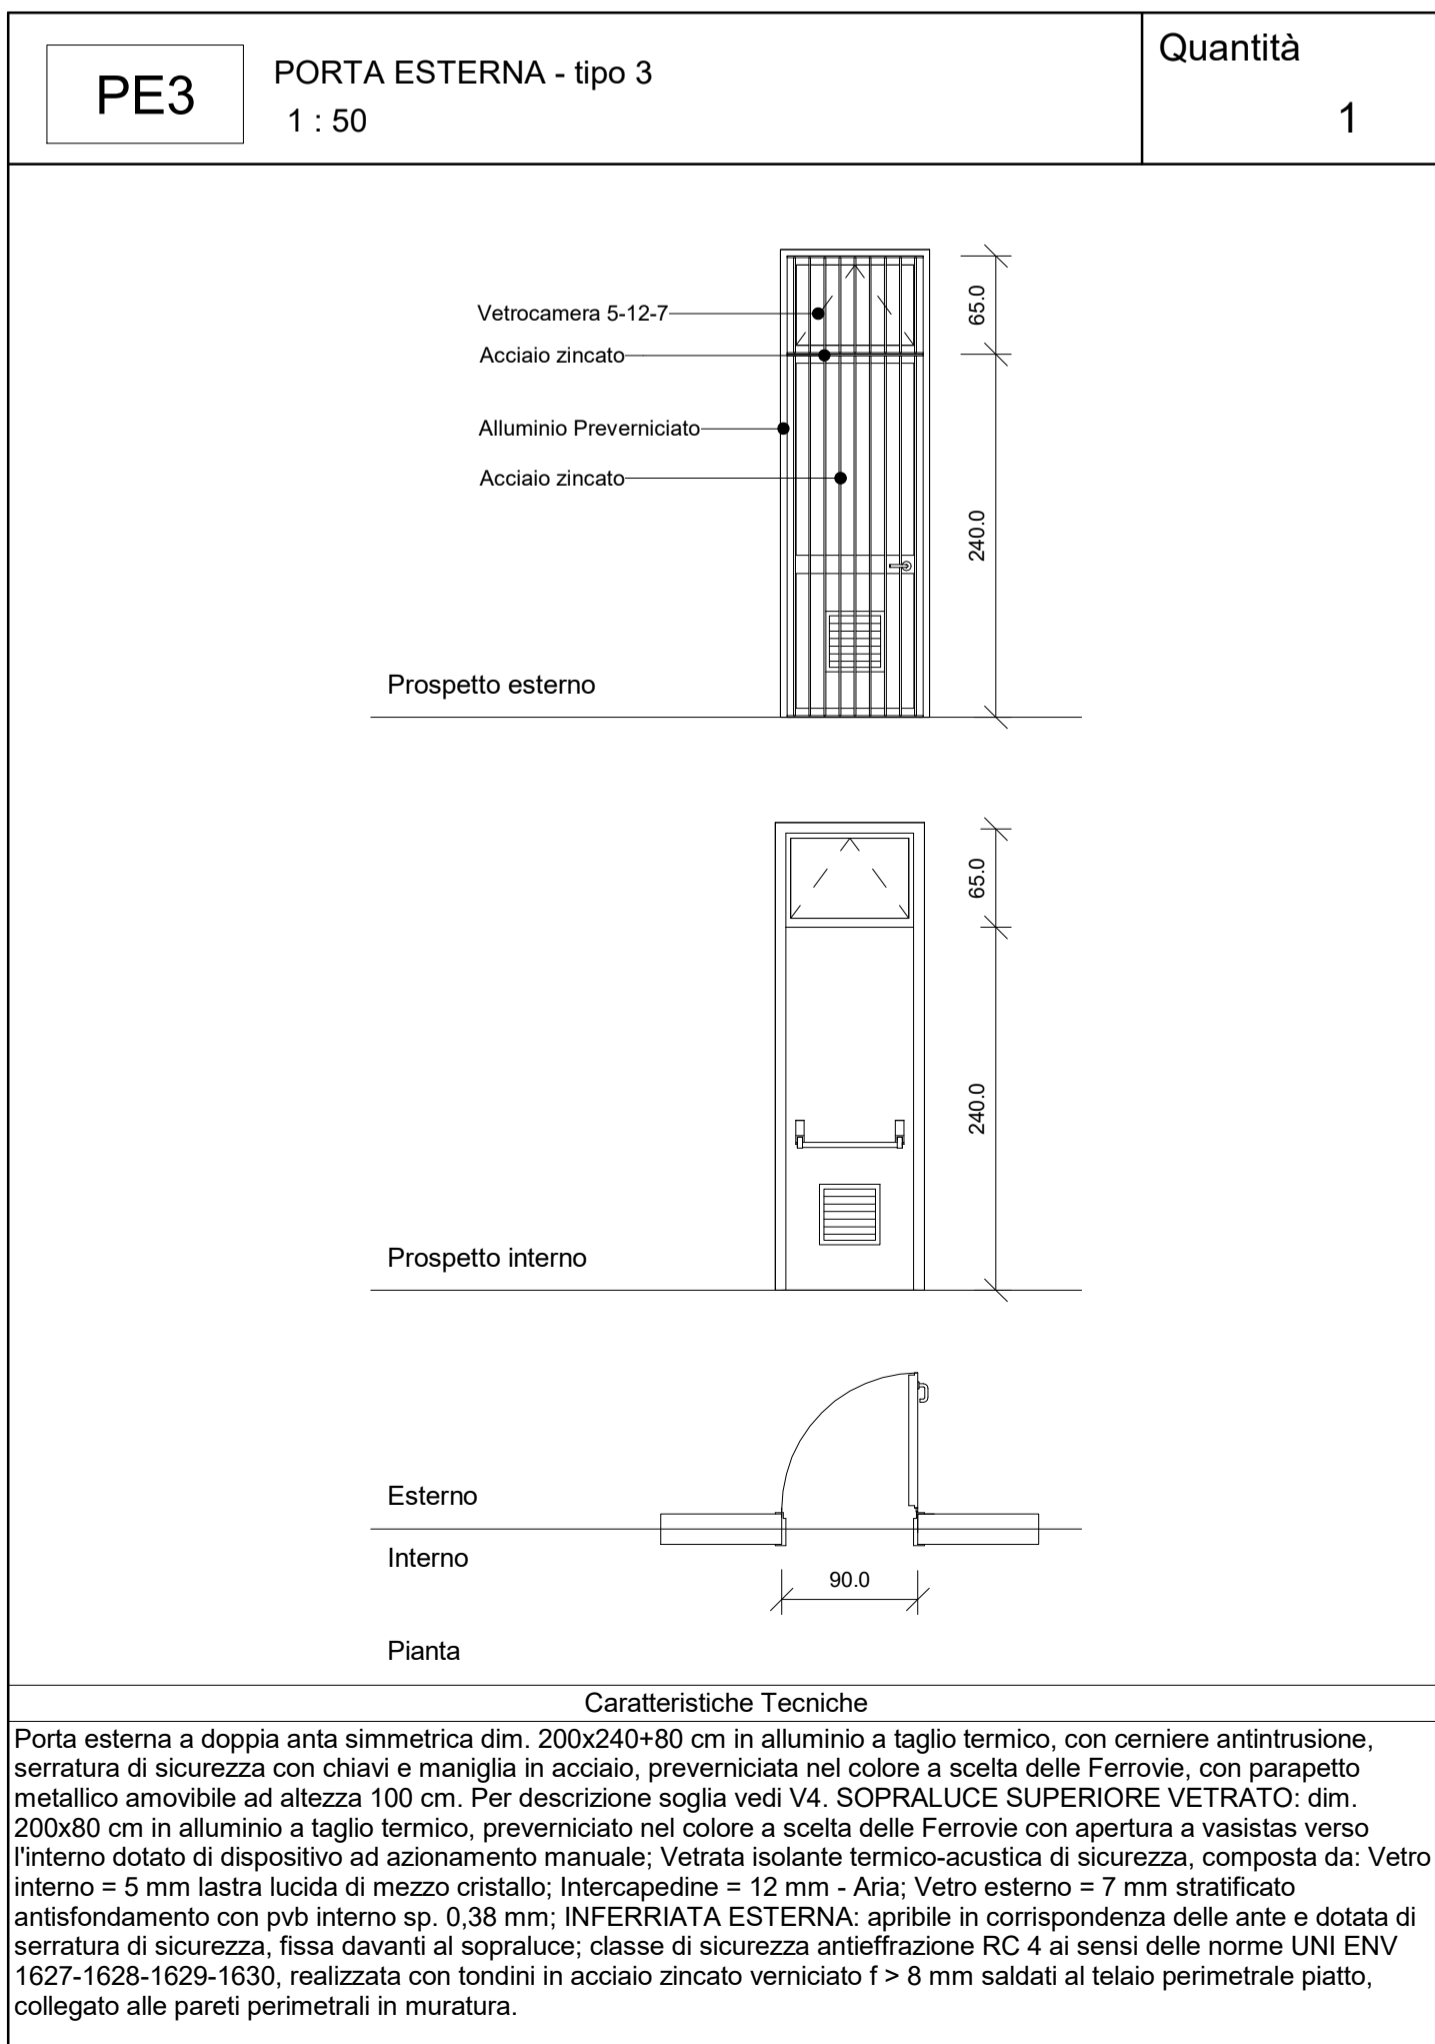 PE3
PORTA ESTERNA - tipo 3
1 : 50
Quantità
1
Vetrocamera 5-12-7
Acciaio zincato
Alluminio Preverniciato
Acciaio zincato
65.0
240.0
Prospetto esterno
65.0
240.0
Prospetto interno
Esterno
Interno
90.0
Pianta
Caratteristiche Tecniche
Porta esterna a doppia anta simmetrica dim. 200x240+80 cm in alluminio a taglio termico, con cerniere antintrusione,
serratura di sicurezza con chiavi e maniglia in acciaio, preverniciata nel colore a scelta delle Ferrovie, con parapetto
metallico amovibile ad altezza 100 cm. Per descrizione soglia vedi V4. SOPRALUCE SUPERIORE VETRATO: dim.
200x80 cm in alluminio a taglio termico, preverniciato nel colore a scelta delle Ferrovie con apertura a vasistas verso
l'interno dotato di dispositivo ad azionamento manuale; Vetrata isolante termico-acustica di sicurezza, composta da: Vetro
interno = 5 mm lastra lucida di mezzo cristallo; Intercapedine = 12 mm - Aria; Vetro esterno = 7 mm stratificato
antisfondamento con pvb interno sp. 0,38 mm; INFERRIATA ESTERNA: apribile in corrispondenza delle ante e dotata di
serratura di sicurezza, fissa davanti al sopraluce; classe di sicurezza antieffrazione RC 4 ai sensi delle norme UNI ENV
1627-1628-1629-1630, realizzata con tondini in acciaio zincato verniciato f > 8 mm saldati al telaio perimetrale piatto,
collegato alle pareti perimetrali in muratura.